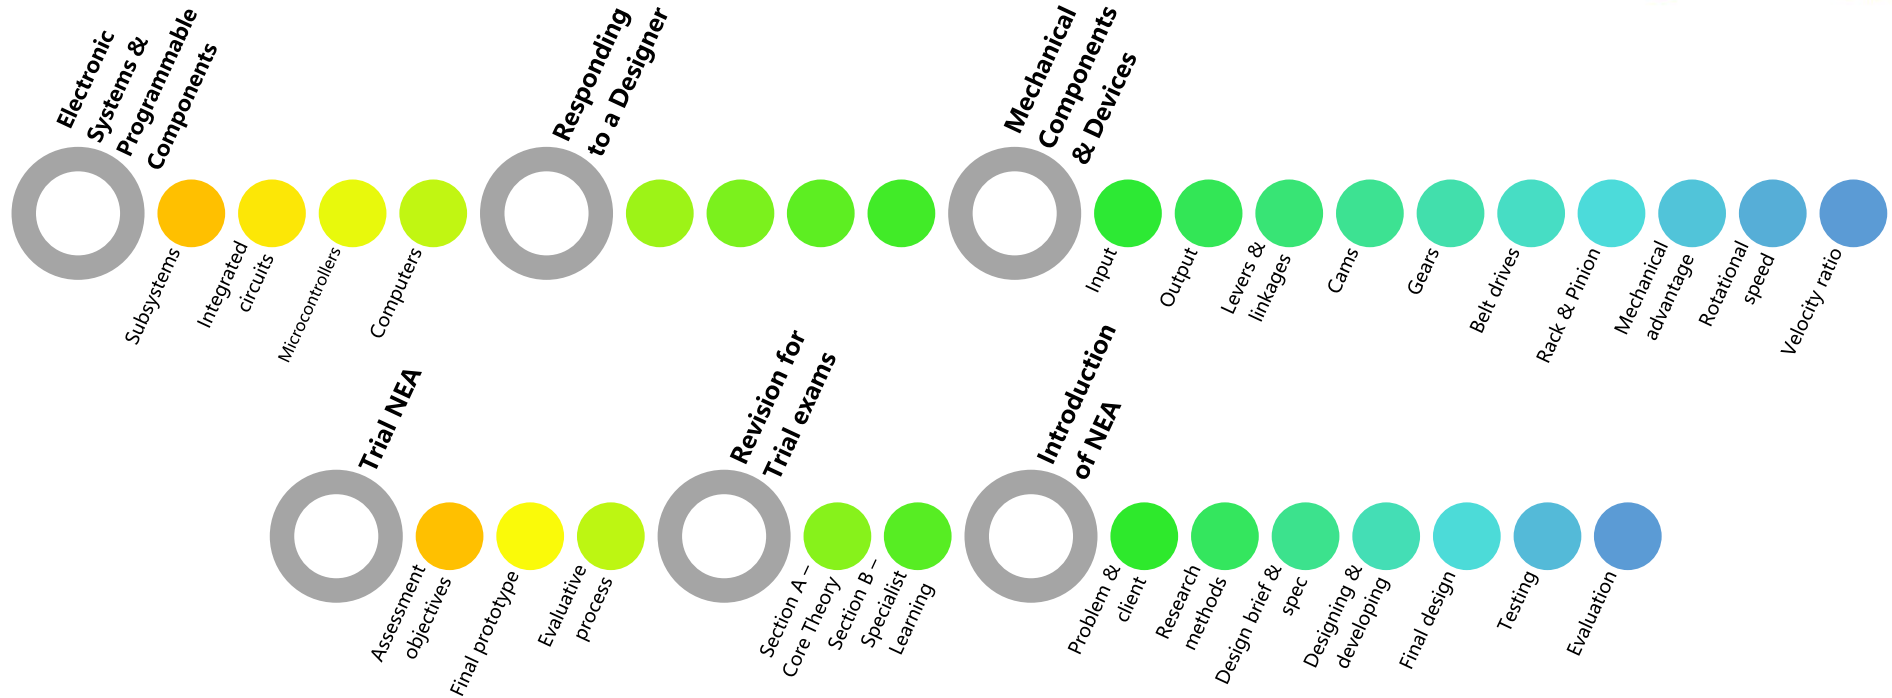 Electronic
Systems &
Programmable
Components
Subsystems
Integrated
circuits
Microcontrollers
Computers
Responding
to a Designer
Mechanical
Components
& Devices
Input
Output
Levers &
linkages
Cams
Gears
Belt drives
Rack & Pinion
Mechanical
advantage
Rotational
speed
Velocity ratio
Trial NEA
Assessment
objectives
Final prototype
Evaluative
process
Revision for
Trial exams
Section A –
Core Theory
Section B –
Specialist
Learning
Introduction
of NEA
Problem &
client
Research
methods
Design brief &
spec
Designing &
developing
Final design
Testing
Evaluation